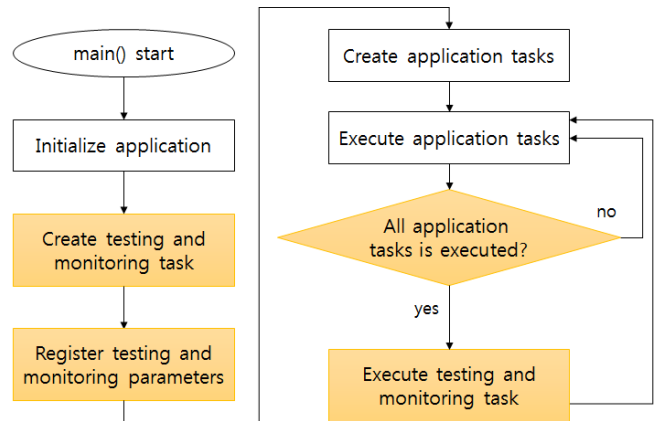 main() start
Initialize application
Create testing and
monitoring task
Register testing and
monitoring parameters
Create application tasks
Execute application tasks
All application
tasks is executed?
no
yes
Execute testing and
monitoring task